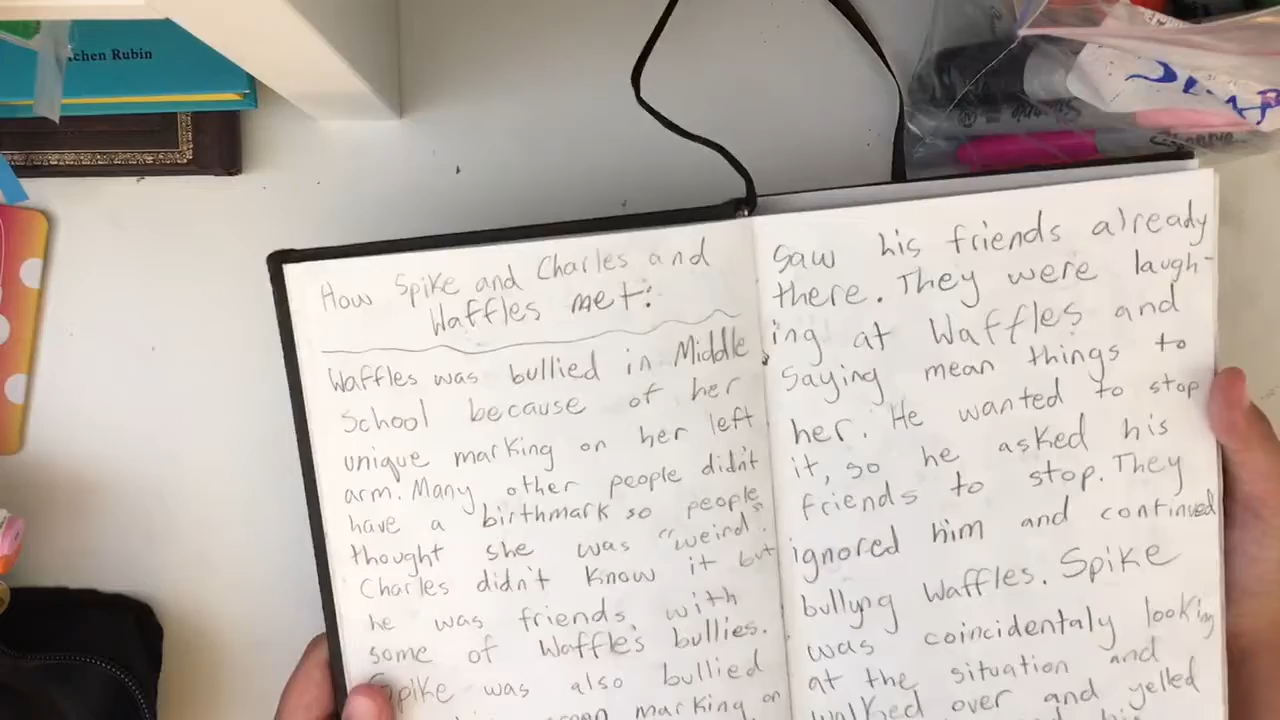 chen Rubin
How Spike and Charles and
Waffles met:
Waffles was bullied in Middle
School because of her
unique marking on her left
arm. Many other people didn't
have a birthmark so people
thought she was "weird".
Charles didn't know it but
he was friends, with
some of Waffles bullies.
Spike was also bullied
marking on
Saw his friends already
there. They were laugh-
ing at Waffles and
Saying mean things to
her. He wanted to stop
it, so he asked his
friends to stop. They
ignored him and continued
bullyng Waffles. Spike
was coincidentaly looking
at the situation and
walked over and yelled